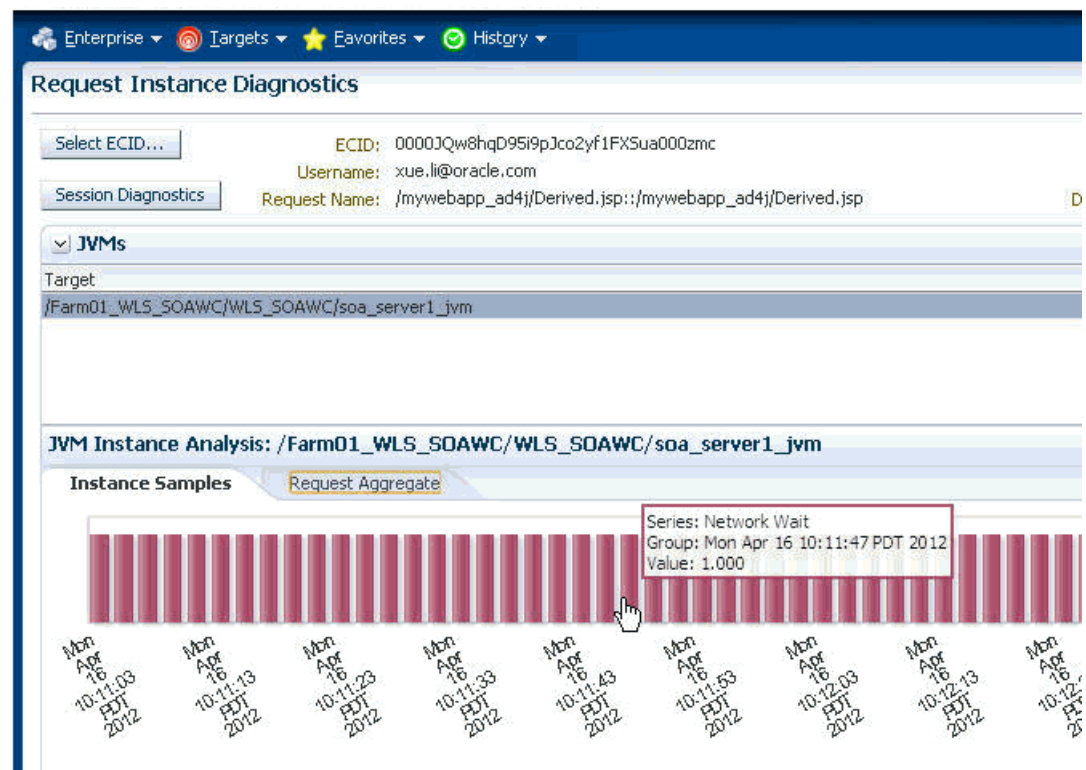 Enterprise Targets Favorites History
Request Instance Diagnostics
Select ECID... ECID: 0000JQw8hqD95i9pJco2yf1FXSua000zmc
Username: xue.li@oracle.com
Session Diagnostics Request Name: /mywebapp_ad4j/Derived.jsp::/mywebapp_ad4j/Derived.jsp D
JVMs
Target
/Farm01_WLS_SOAWC/WLS_SOAWC/soa_server1_jvm
JVM Instance Analysis: /Farm01_WLS_SOAWC/WLS_SOAWC/soa_server1_jvm
Instance Samples Request Aggregate
Series: Network Wait
Group: Mon Apr 16 10:11:47 PDT 2012
Value: 1.000
Mon Apr 16 10:11:03 PDT 2012
Mon Apr 16 10:11:13 PDT 2012
Mon Apr 16 10:11:23 PDT 2012
Mon Apr 16 10:11:33 PDT 2012
Mon Apr 16 10:11:43 PDT 2012
Mon Apr 16 10:11:53 PDT 2012
Mon Apr 16 10:12:03 PDT 2012
Mon Apr 16 10:12:13 PDT 2012
Mon Apr 16